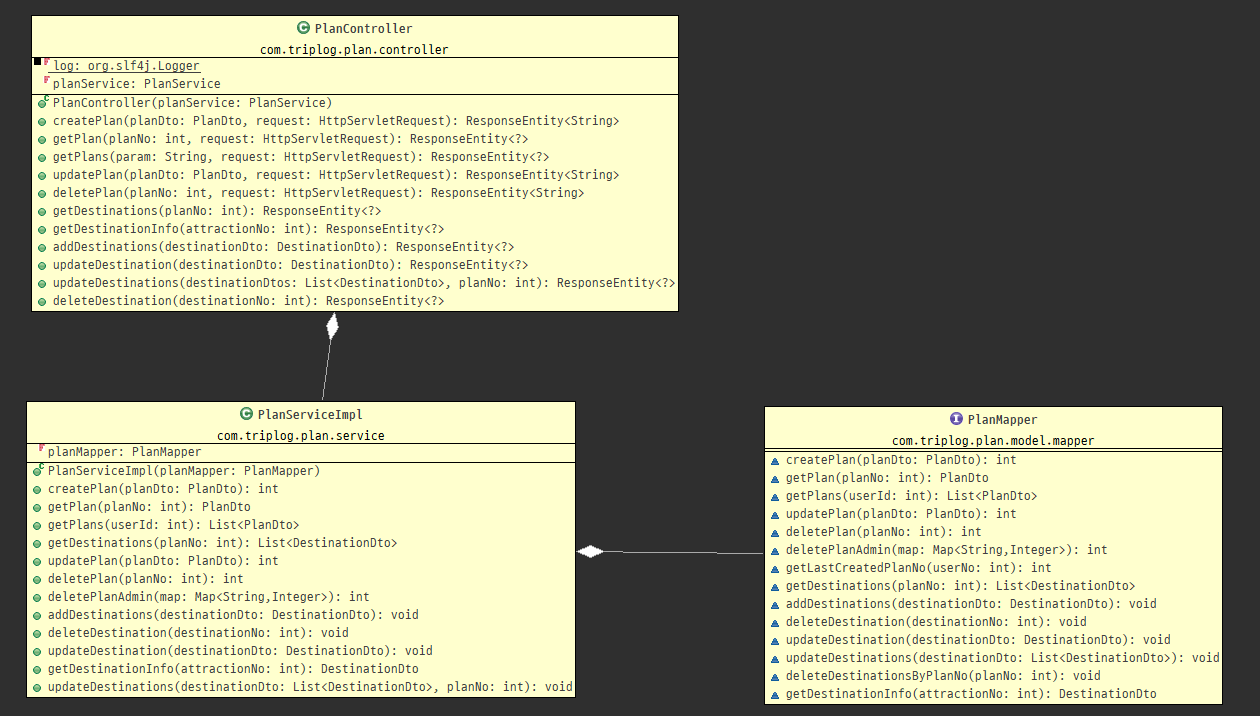 PlanController
com.triplog.plan.controller
log: org.slf4j.Logger
planService: PlanService
PlanController(planService: PlanService)
createPlan(planDto: PlanDto, request: HttpServletRequest): ResponseEntity<String>
getPlan(planNo: int, request: HttpServletRequest): ResponseEntity<?>
getPlans(param: String, request: HttpServletRequest): ResponseEntity<?>
updatePlan(planDto: PlanDto, request: HttpServletRequest): ResponseEntity<String>
deletePlan(planNo: int, request: HttpServletRequest): ResponseEntity<String>
getDestinations(planNo: int): ResponseEntity<?>
getDestinationInfo(attractionNo: int): ResponseEntity<?>
addDestinations(destinationDto: DestinationDto): ResponseEntity<?>
updateDestination(destinationDto: DestinationDto): ResponseEntity<?>
updateDestinations(destinationDtos: List<DestinationDto>, planNo: int): ResponseEntity<?>
deleteDestination(destinationNo: int): ResponseEntity<?>
PlanServiceImpl
com.triplog.plan.service
planMapper: PlanMapper
PlanServiceImpl(planMapper: PlanMapper)
createPlan(planDto: PlanDto): int
getPlan(planNo: int): PlanDto
getPlans(userId: int): List<PlanDto>
getDestinations(planNo: int): List<DestinationDto>
updatePlan(planDto: PlanDto): int
deletePlan(planNo: int): int
deletePlanAdmin(map: Map<String,Integer>): int
addDestinations(destinationDto: DestinationDto): void
deleteDestination(destinationNo: int): void
updateDestination(destinationDto: DestinationDto): void
getDestinationInfo(attractionNo: int): DestinationDto
updateDestinations(destinationDto: List<DestinationDto>, planNo: int): void
PlanMapper
com.triplog.plan.model.mapper
createPlan(planDto: PlanDto): int
getPlan(planNo: int): PlanDto
getPlans(userId: int): List<PlanDto>
updatePlan(planDto: PlanDto): int
deletePlan(planNo: int): int
deletePlanAdmin(map: Map<String,Integer>): int
getLastCreatedPlanNo(userNo: int): int
getDestinations(planNo: int): List<DestinationDto>
addDestinations(destinationDto: DestinationDto): void
deleteDestination(destinationNo: int): void
updateDestination(destinationDto: DestinationDto): void
updateDestinations(destinationDto: List<DestinationDto>): void
deleteDestinationsByPlanNo(planNo: int): void
getDestinationInfo(attractionNo: int): DestinationDto